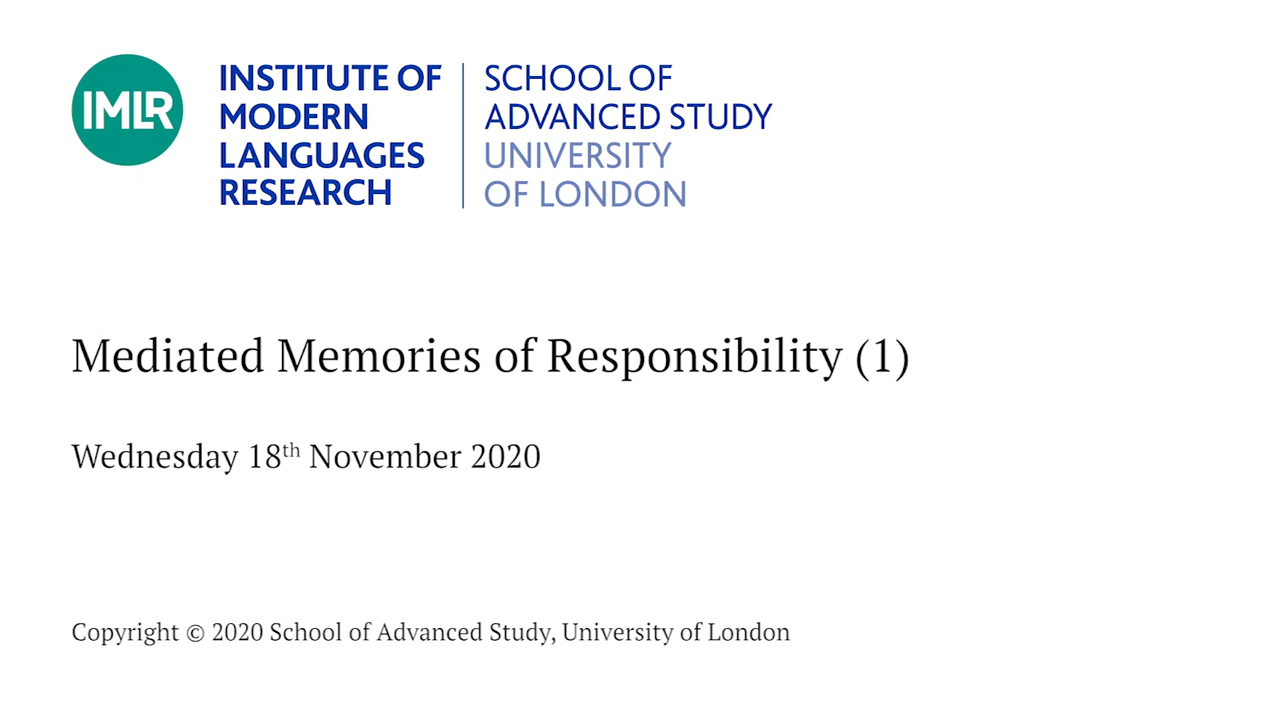 IMLR
INSTITUTE OF
MODERN
LANGUAGES
RESEARCH
SCHOOL OF
ADVANCED STUDY
UNIVERSITY
OF LONDON
Mediated Memories of Responsibility (1)
Wednesday 18th November 2020
Copyright © 2020 School of Advanced Study, University of London